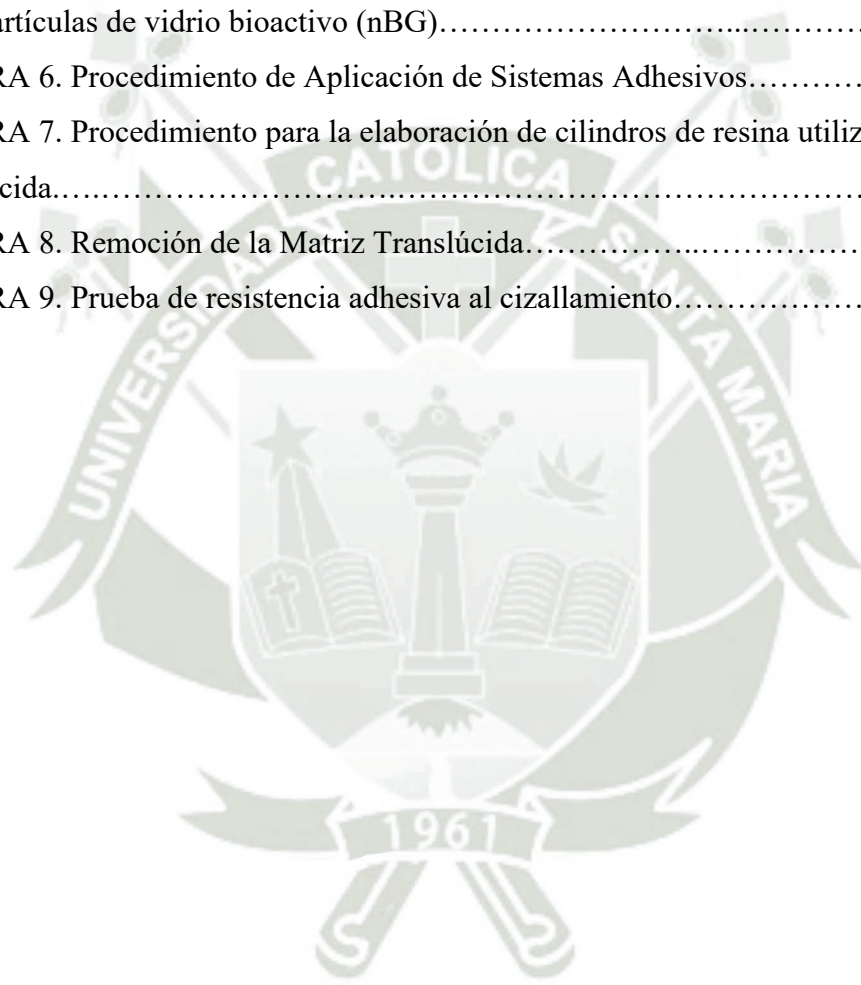 artículas de vidrio bioactivo (nBG)…………………………...…………
RA 6. Procedimiento de Aplicación de Sistemas Adhesivos…………
RA 7. Procedimiento para la elaboración de cilindros de resina utiliz
cida.….…………………………….……………………………………………
RA 8. Remoción de la Matriz Translúcida………………..……………
RA 9. Prueba de resistencia adhesiva al cizallamiento……………….
UNIVERSIDAD CATOLICA SANTA MARIA
1961